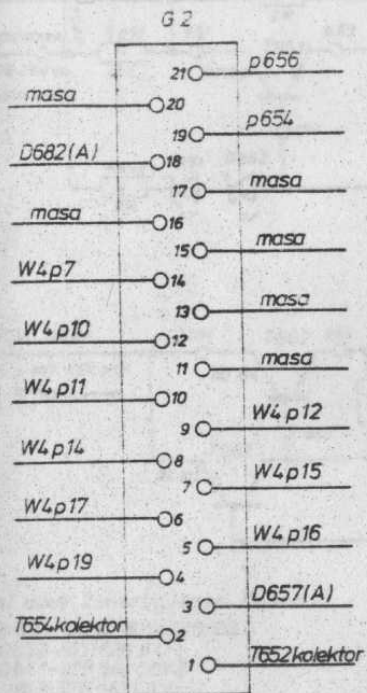 G 2
21 p656
masa 20
19 p654
D682(A) 18
17 masa
masa 16
15 masa
W4p7 14
13 masa
W4p10 12
11 masa
W4p11 10
9 W4p12
W4p14 8
7 W4p15
W4p17 6
5 W4p16
W4p19 4
3 D657(A)
T654kolektor 2
1 T652kolektor